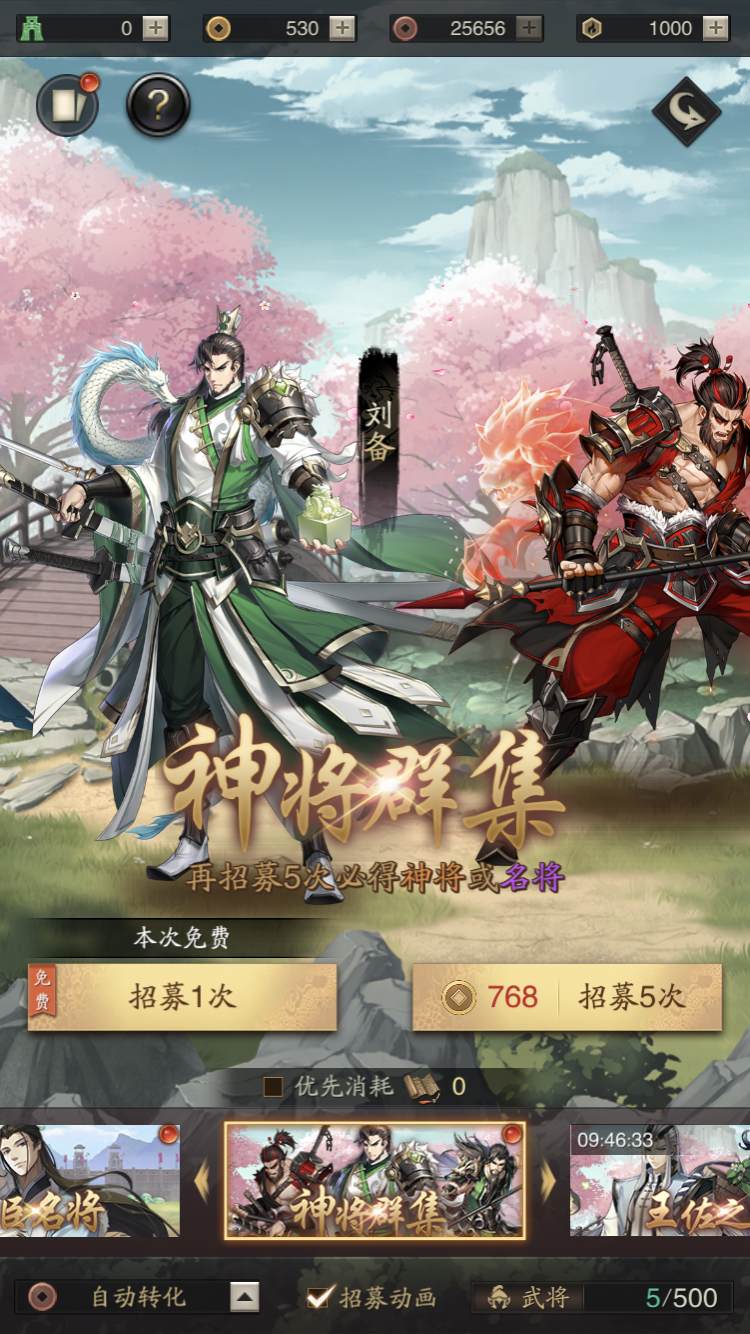 0
530
25656
1000
?
刘备
神将群集
再招募5次必得神将或名将
本次免费
免费
招募1次
768 招募5次
优先消耗 0
臣名将
神将群集
09:46:33
王佐之
自动转化
招募动画
武将 5/500